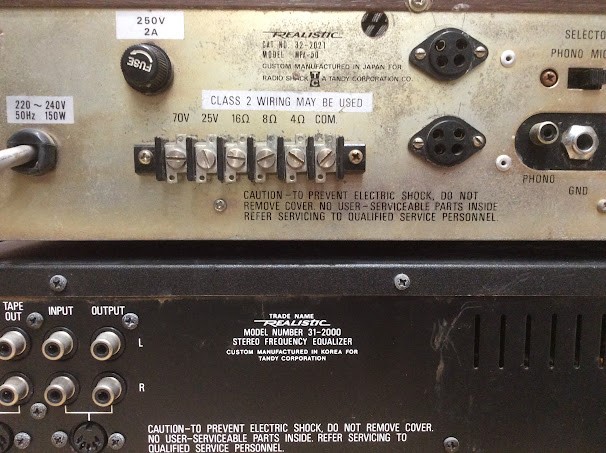 250V
2A
FUSE
REALISTIC
CAT. NO. 32-2021
MODEL MPA-50
CUSTOM MANUFACTURED IN JAPAN FOR
RADIO SHACK A TANDY CORPORATION CO.
SELECTO
PHONO MIC
CLASS 2 WIRING MAY BE USED
220 ~ 240V
50Hz 150W
70V 25V 16Ω 8Ω 4Ω COM.
PHONO
GND
CAUTION-TO PREVENT ELECTRIC SHOCK, DO NOT
REMOVE COVER. NO USER-SERVICEABLE PARTS INSIDE
REFER SERVICING TO QUALIFIED SERVICE PERSONNEL
TAPE
OUT
INPUT
OUTPUT
L
R
TRADE NAME
REALISTIC
MODEL NUMBER 31-2000
STEREO FREQUENCY EQUALIZER
CUSTOM MANUFACTURED IN KOREA FOR
TANDY CORPORATION
CAUTION-TO PREVENT ELECTRIC SHOCK, DO NOT REMOVE COVER.
NO USER-SERVICEABLE PARTS INSIDE. REFER SERVICING TO
QUALIFIED SERVICE PERSONNEL.